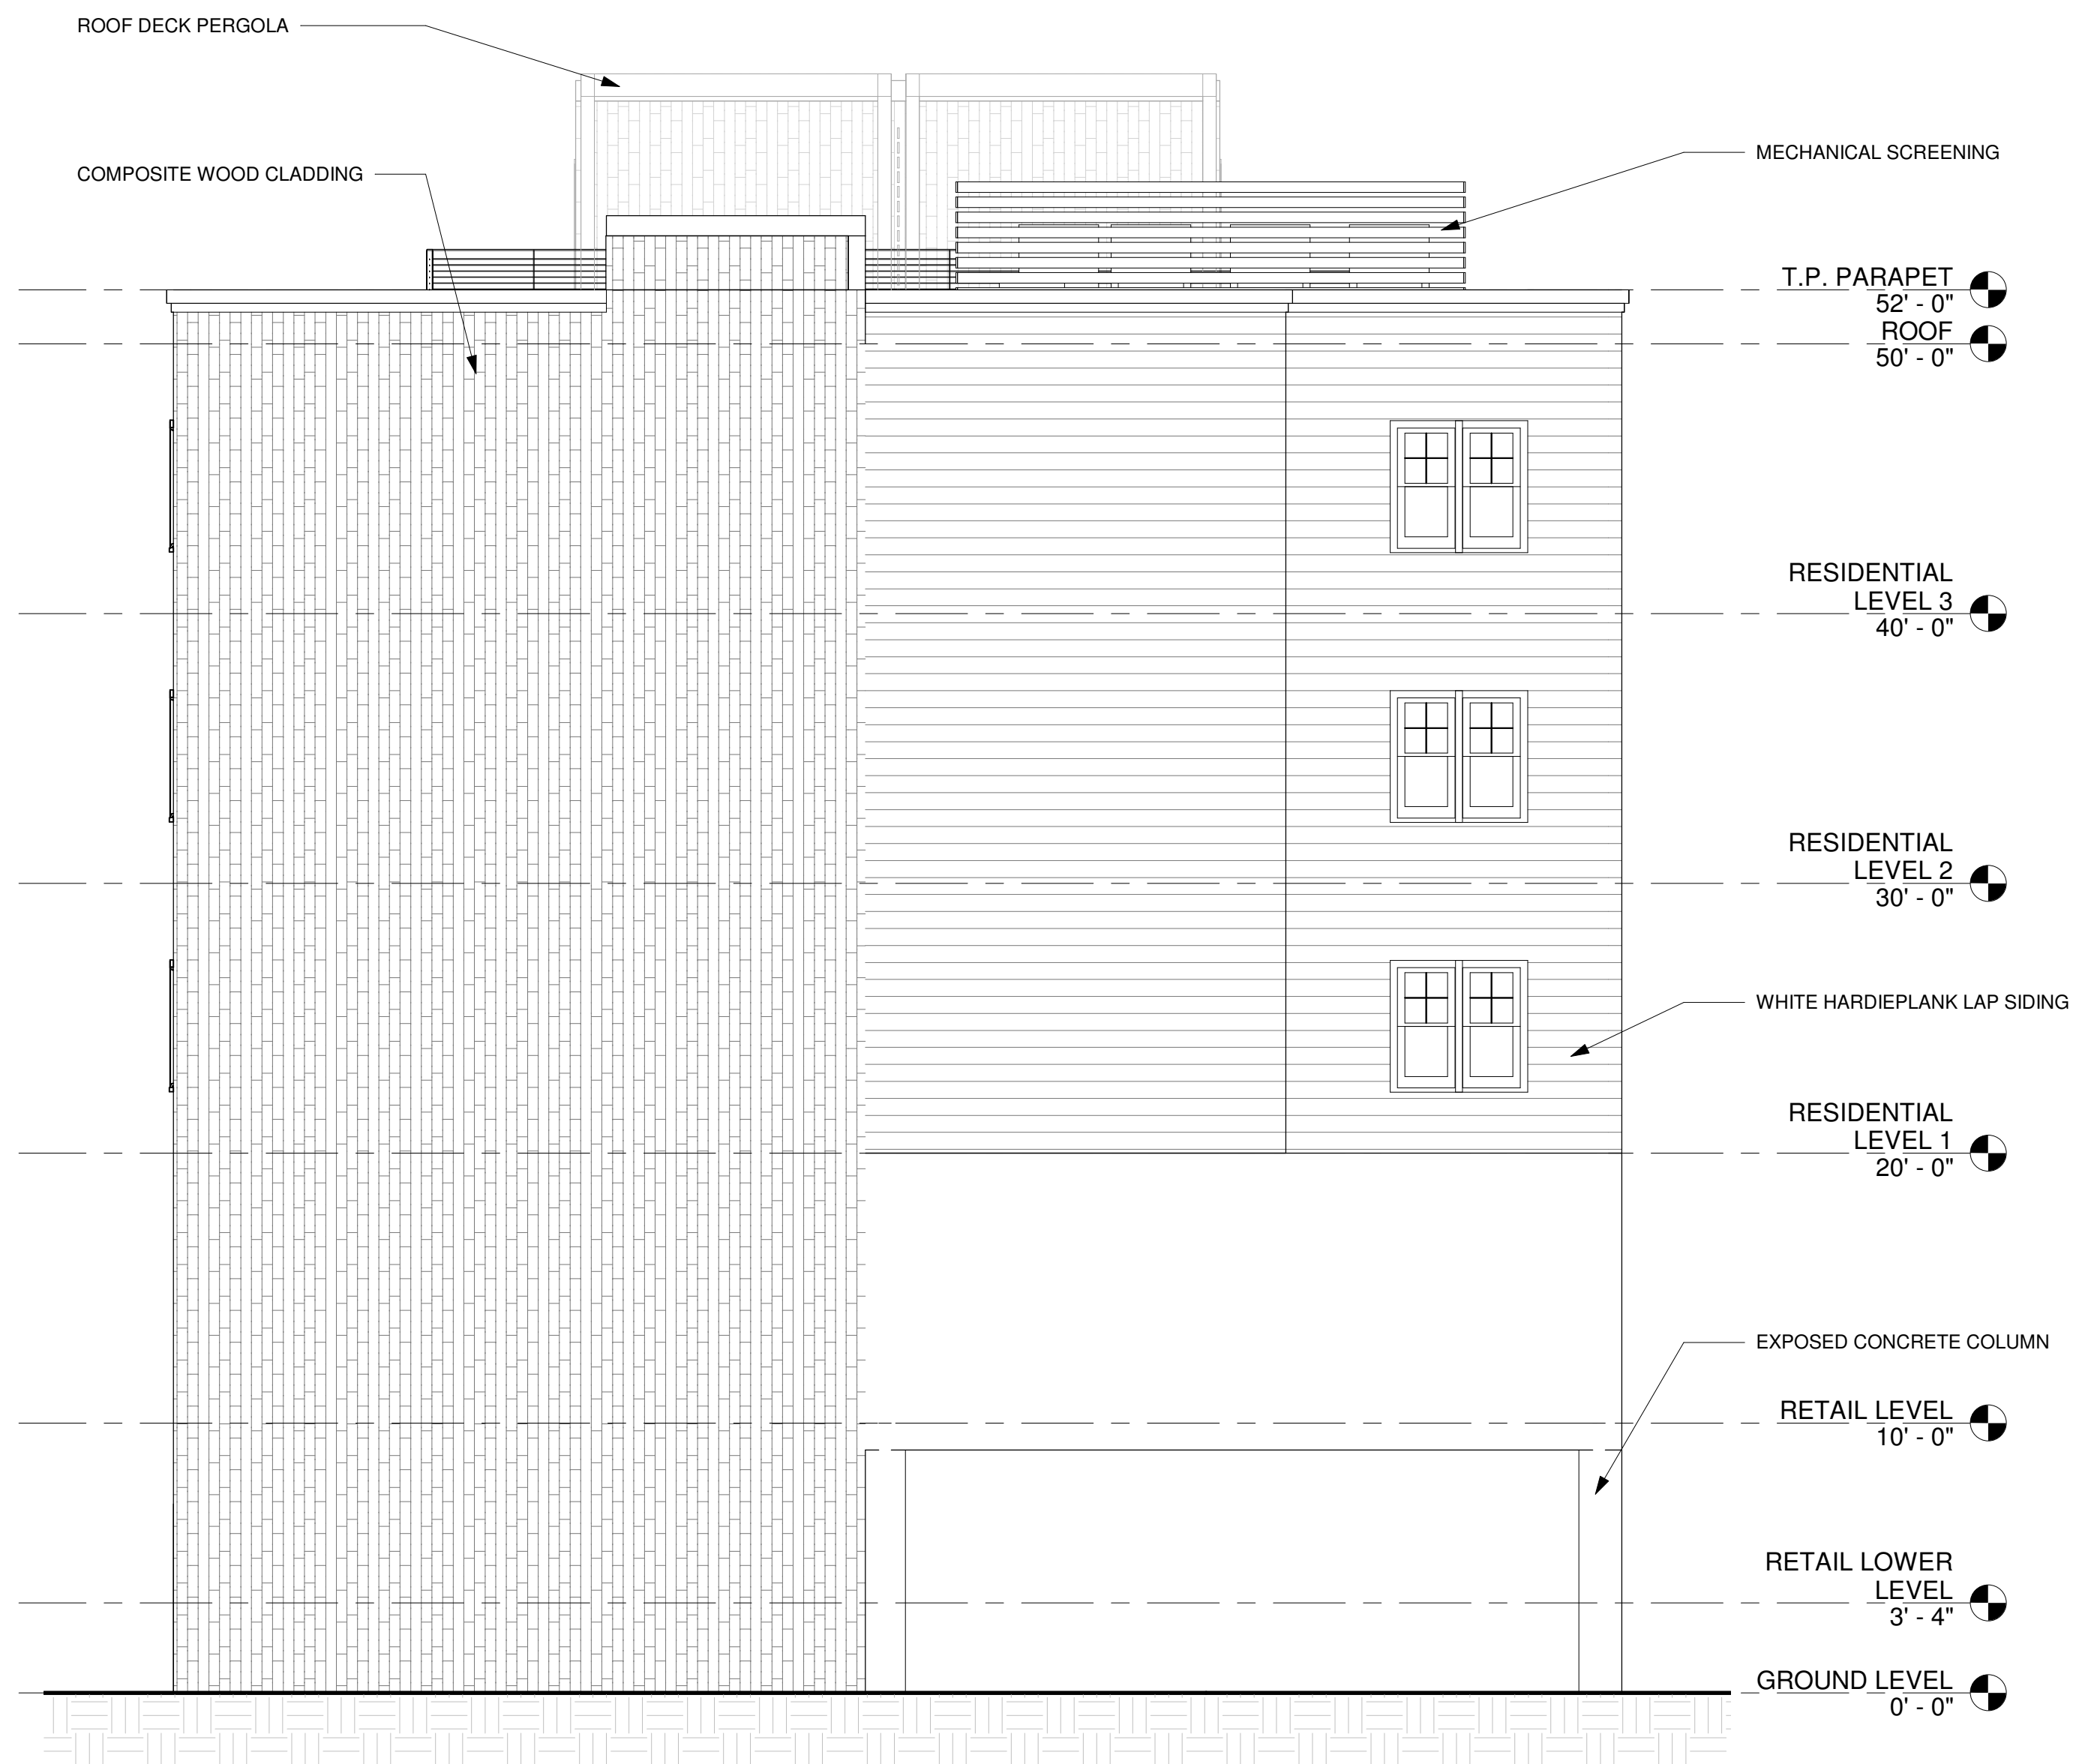 ROOF DECK PERGOLA
COMPOSITE WOOD CLADDING
MECHANICAL SCREENING
T.P. PARAPET
52' - 0"
ROOF
50' - 0"
RESIDENTIAL
LEVEL 3
40' - 0"
RESIDENTIAL
LEVEL 2
30' - 0"
WHITE HARDIEPLANK LAP SIDING
RESIDENTIAL
LEVEL 1
20' - 0"
EXPOSED CONCRETE COLUMN
RETAIL LEVEL
10' - 0"
RETAIL LOWER
LEVEL
3' - 4"
GROUND LEVEL
0' - 0"